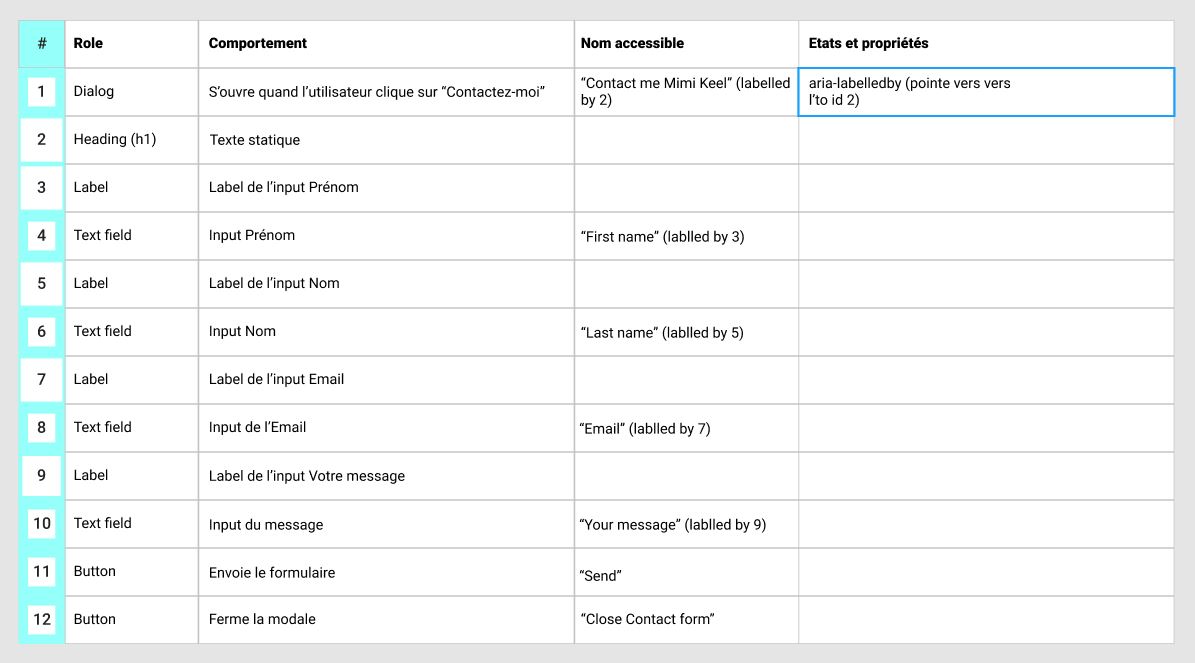 # Role Comportement Nom accessible Etats et propriétés
1 Dialog S’ouvre quand l’utilisateur clique sur “Contactez-moi” “Contact me Mimi Keel” (labelled by 2) aria-labelledby (pointe vers vers l’to id 2)
2 Heading (h1) Texte statique
3 Label Label de l’input Prénom
4 Text field Input Prénom “First name” (lablled by 3)
5 Label Label de l’input Nom
6 Text field Input Nom “Last name” (lablled by 5)
7 Label Label de l’input Email
8 Text field Input de l’Email “Email” (lablled by 7)
9 Label Label de l’input Votre message
10 Text field Input du message “Your message” (lablled by 9)
11 Button Envoie le formulaire “Send”
12 Button Ferme la modale “Close Contact form”